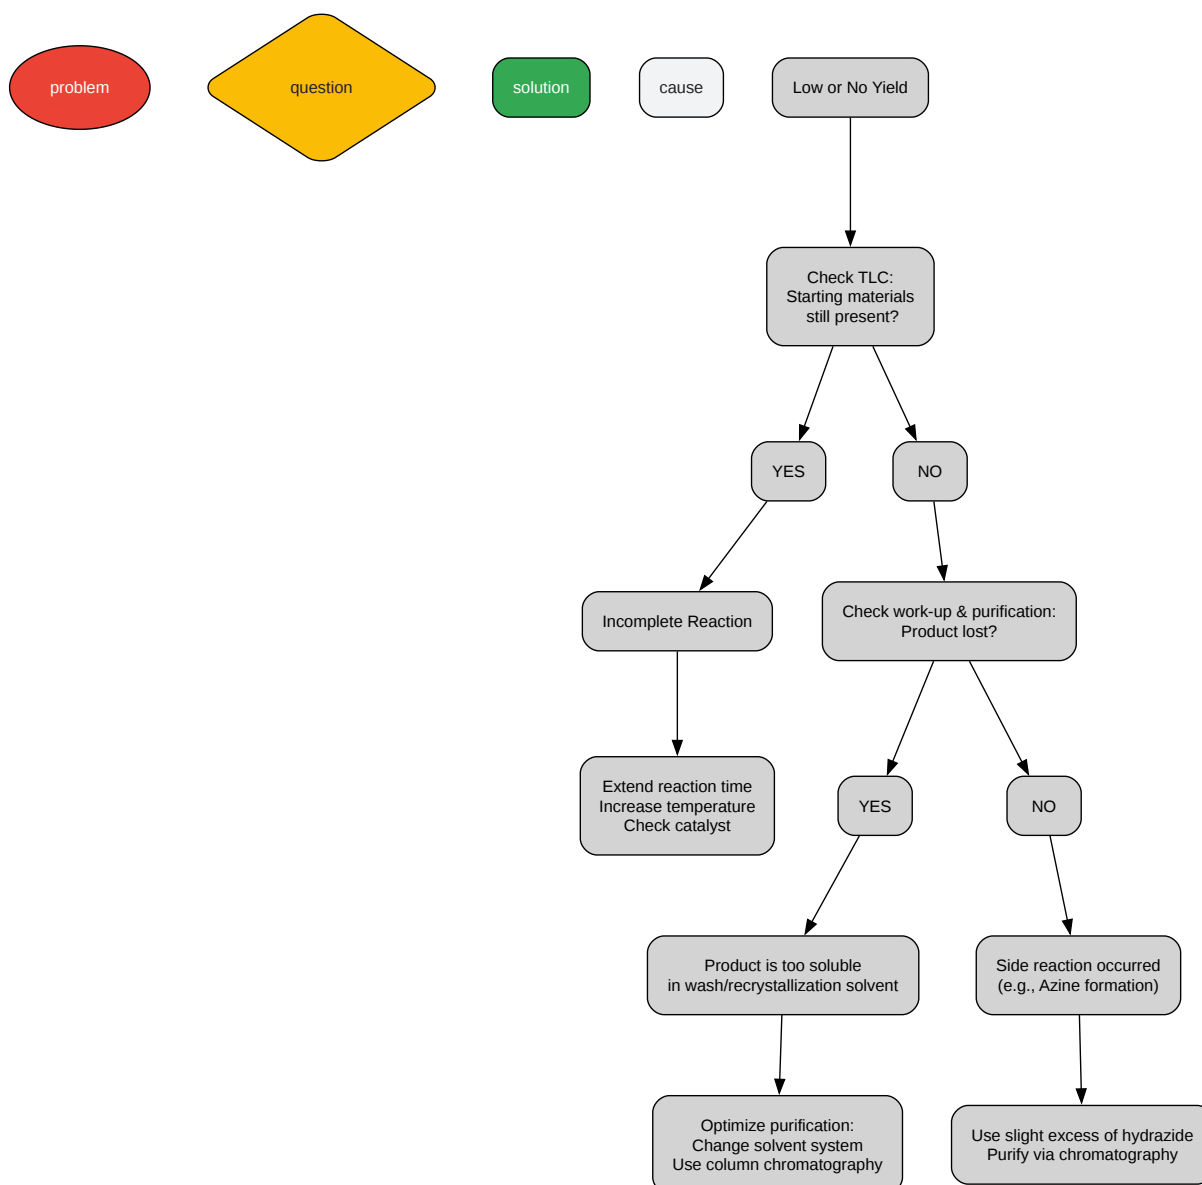 problem
question
solution
cause
Low or No Yield
Check TLC:
Starting materials
still present?
YES
NO
Incomplete Reaction
Check work-up & purification:
Product lost?
Extend reaction time
Increase temperature
Check catalyst
YES
NO
Product is too soluble
in wash/recrystallization solvent
Side reaction occurred
(e.g., Azine formation)
Optimize purification:
Change solvent system
Use column chromatography
Use slight excess of hydrazide
Purify via chromatography